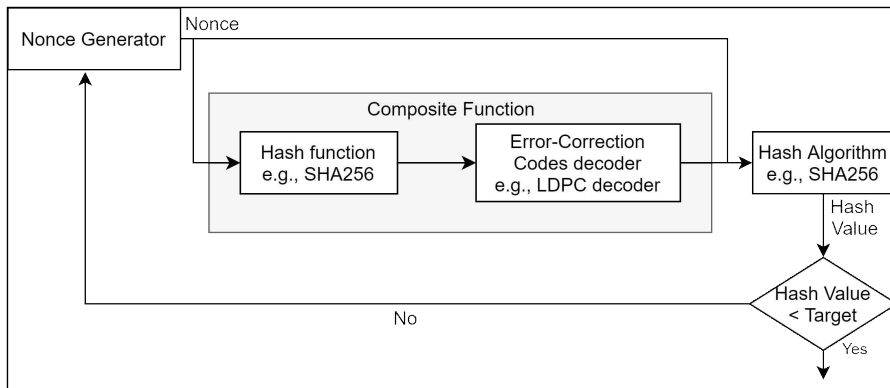 Nonce Generator
Nonce
Composite Function
Hash function
e.g., SHA256
Error-Correction
Codes decoder
e.g., LDPC decoder
Hash Algorithm
e.g., SHA256
Hash
Value
Hash Value
< Target
No
Yes